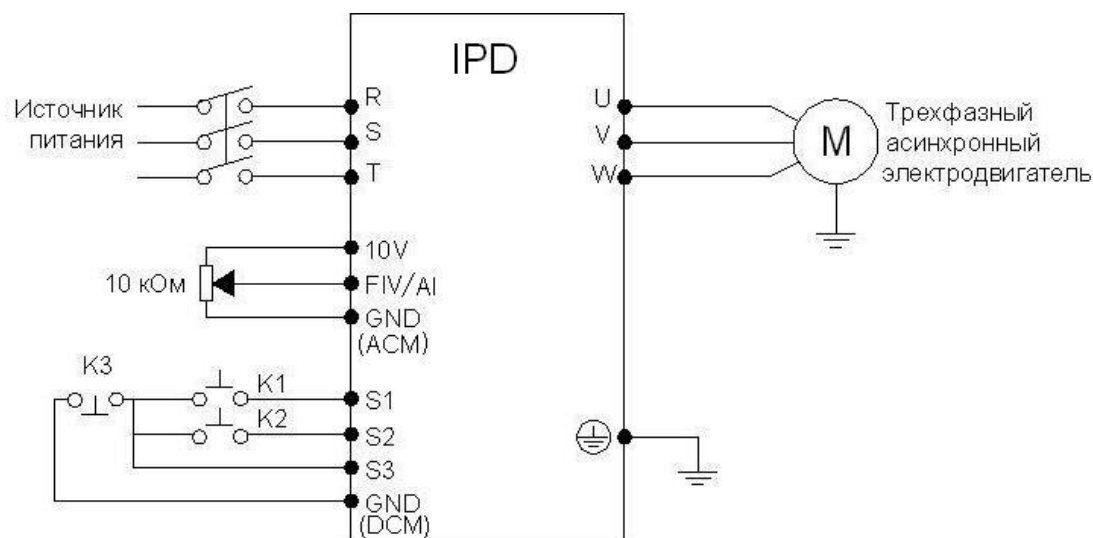 IPD
Источник
питания
R
S
T
U
V
W
M
Трехфазный
асинхронный
электродвигатель
10 кОм
10V
FIV/AI
GND
(ACM)
K3
K1
K2
S1
S2
S3
GND
(DCM)